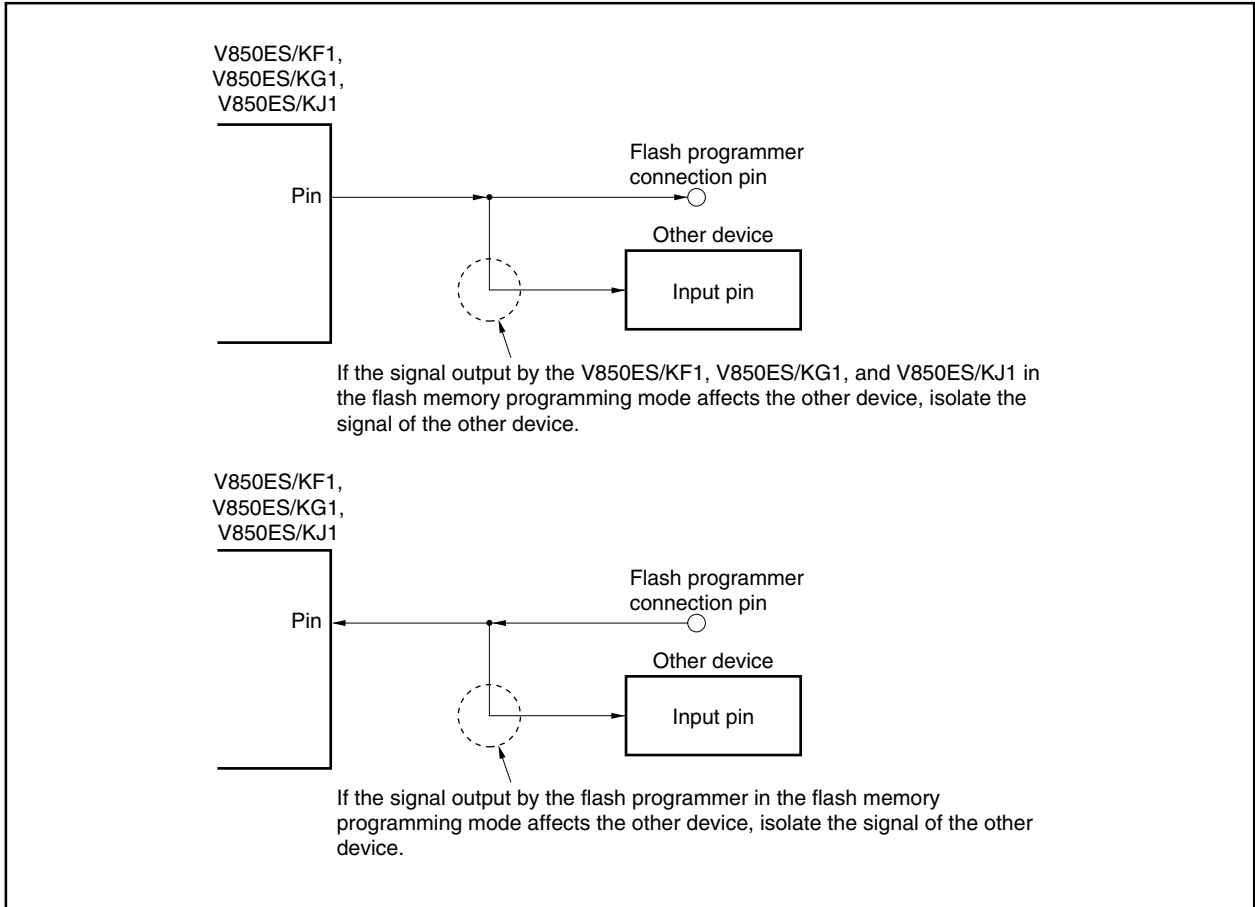 V850ES/KF1,
V850ES/KG1,
V850ES/KJ1
Flash programmer
connection pin
Pin
Other device
Input pin
If the signal output by the V850ES/KF1, V850ES/KG1, and V850ES/KJ1 in
the flash memory programming mode affects the other device, isolate the
signal of the other device.
V850ES/KF1,
V850ES/KG1,
V850ES/KJ1
Flash programmer
connection pin
Pin
Other device
Input pin
If the signal output by the flash programmer in the flash memory
programming mode affects the other device, isolate the signal of the other
device.